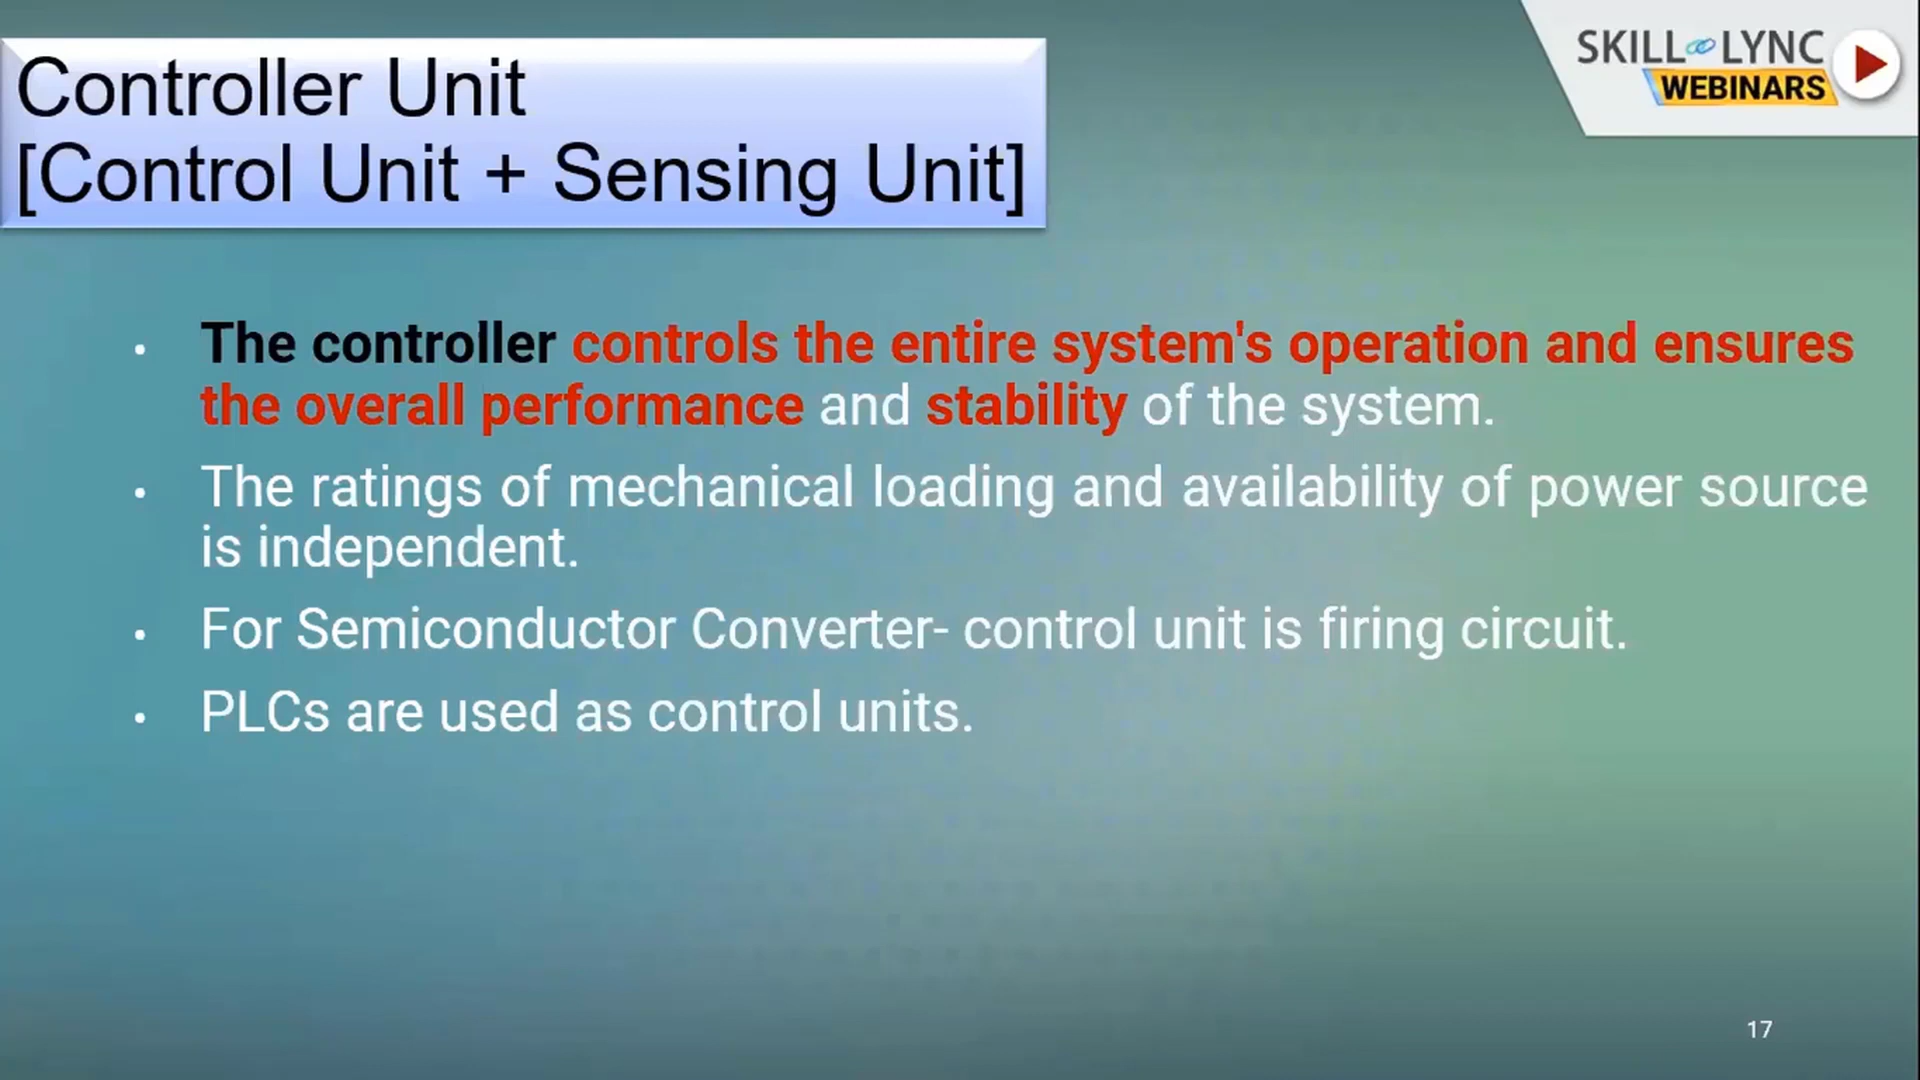 SKILL LYNC
WEBINARS
Controller Unit
[Control Unit + Sensing Unit]
• The controller controls the entire system's operation and ensures
the overall performance and stability of the system.
• The ratings of mechanical loading and availability of power source
is independent.
• For Semiconductor Converter- control unit is firing circuit.
• PLCs are used as control units.
17